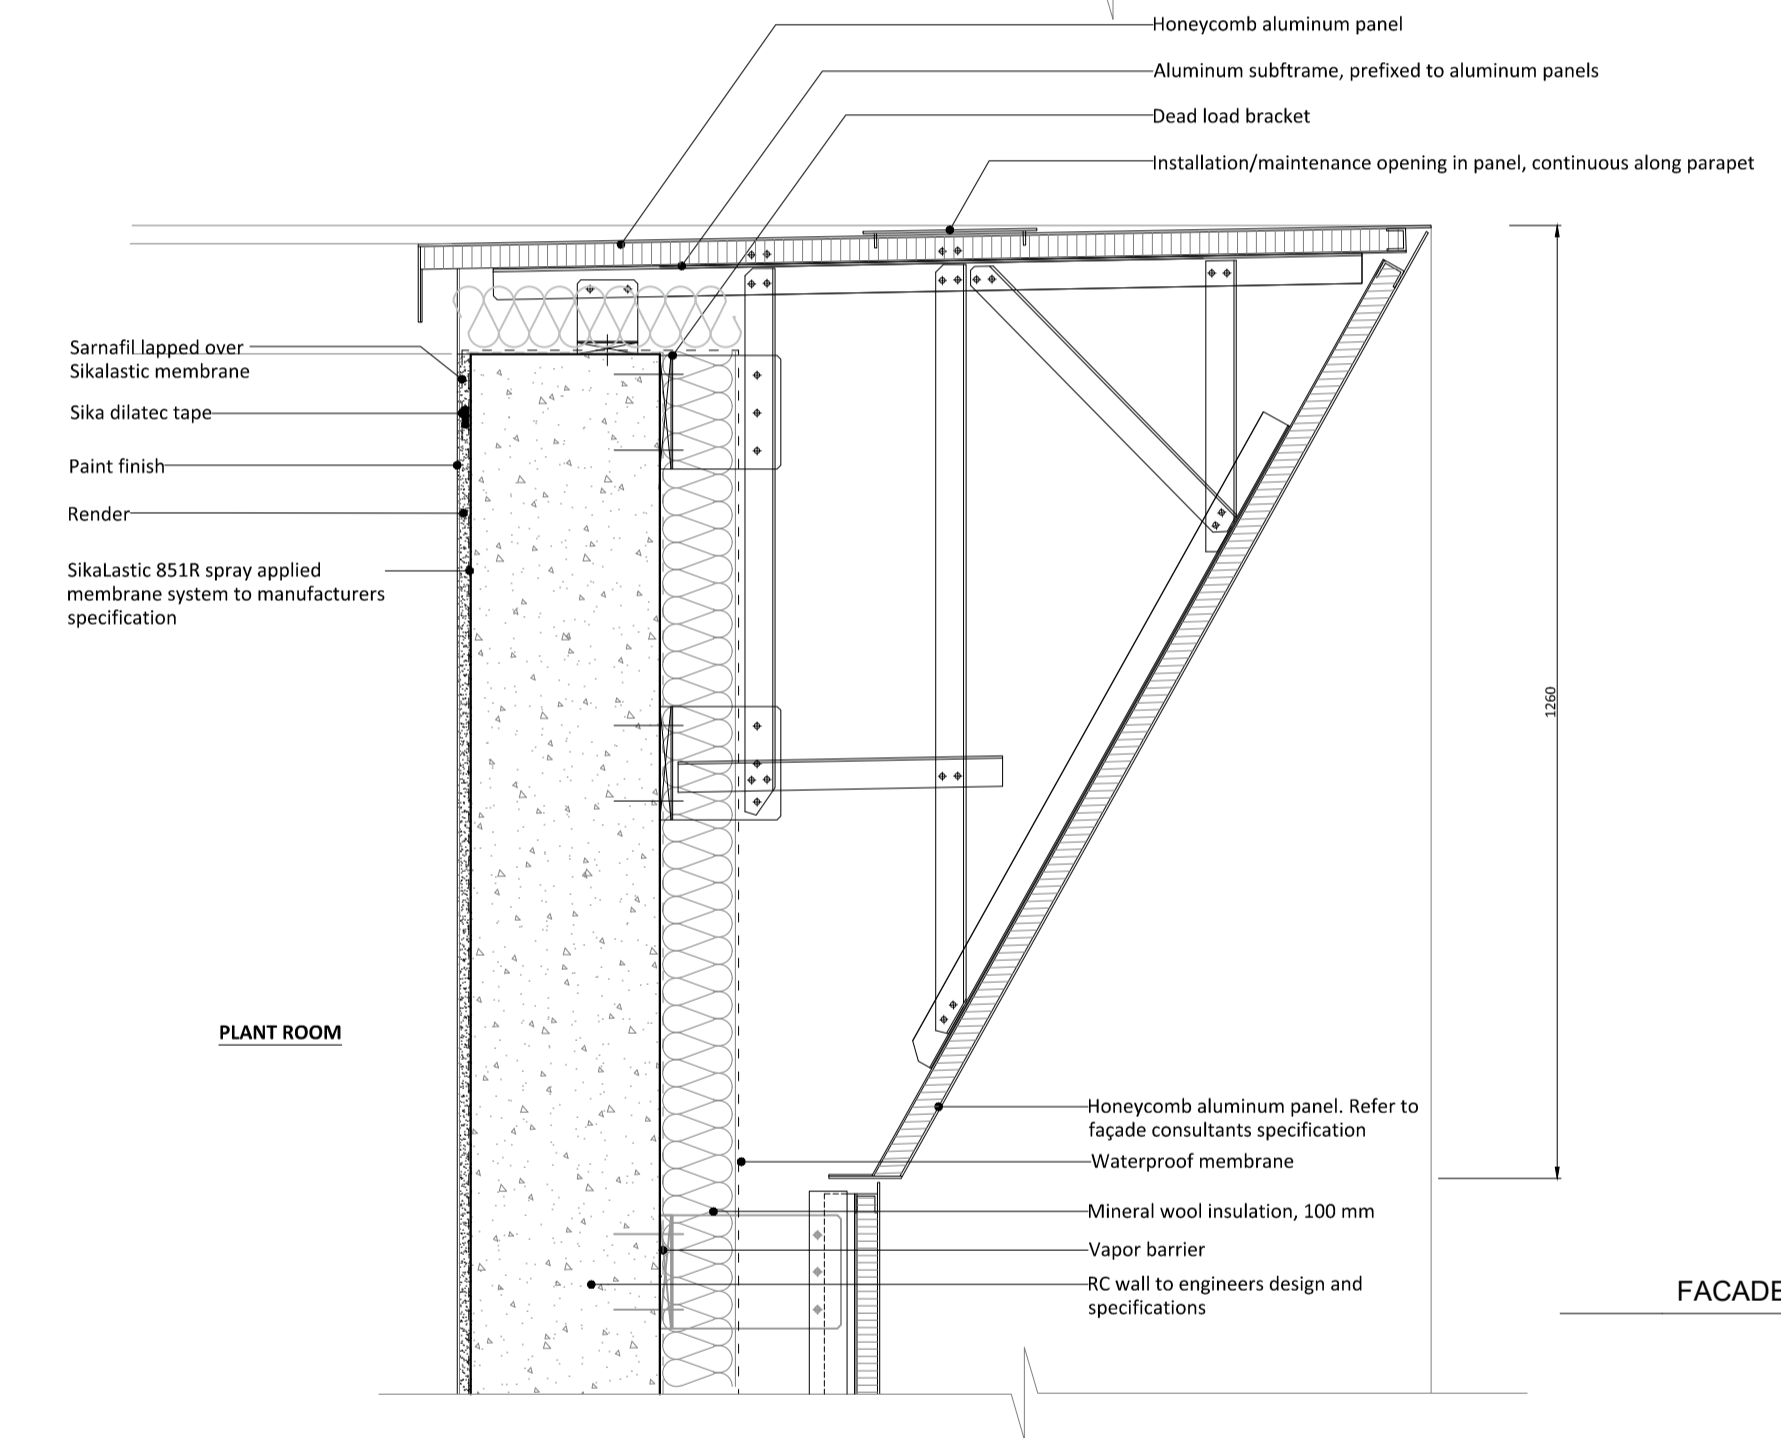 Honeycomb aluminum panel
Aluminum subftrame, prefixed to aluminum panels
Dead load bracket
Installation/maintenance opening in panel, continuous along parapet
Sarnafil lapped over
Sikalastic membrane
Sika dilatec tape
Paint finish
Render
SikaLastic 851R spray applied
membrane system to manufacturers
specification
1260
PLANT ROOM
Honeycomb aluminum panel. Refer to
façade consultants specification
Waterproof membrane
Mineral wool insulation, 100 mm
Vapor barrier
RC wall to engineers design and
specifications
FACADE